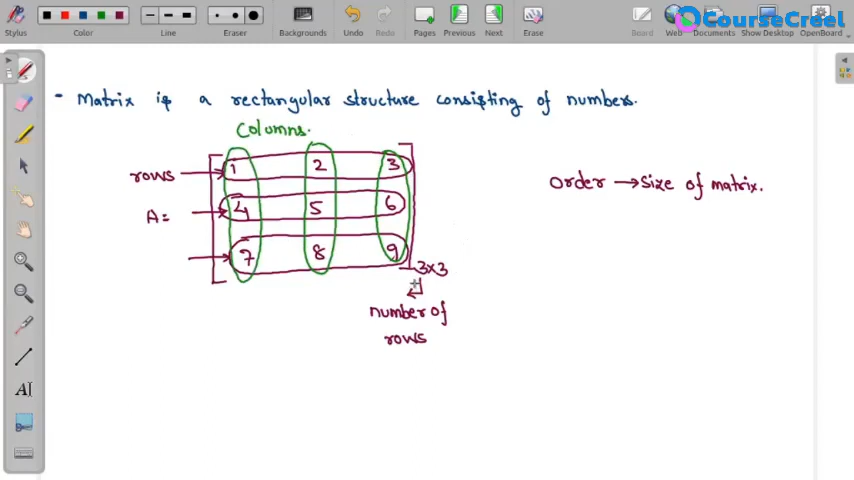 Stylus
Color
Line
Eraser
Backgrounds
Undo
Redo
Pages
Previous
Next
Erase
Board
Web
Documents
Show Desktop
OpenBoard
CourseCreel
- Matrix is a rectangular structure consisting of numbers.
Columns.
rows
1 2 3
A =
4 5 6
7 8 9
3x3
number of
rows
Order → Size of matrix.
AI